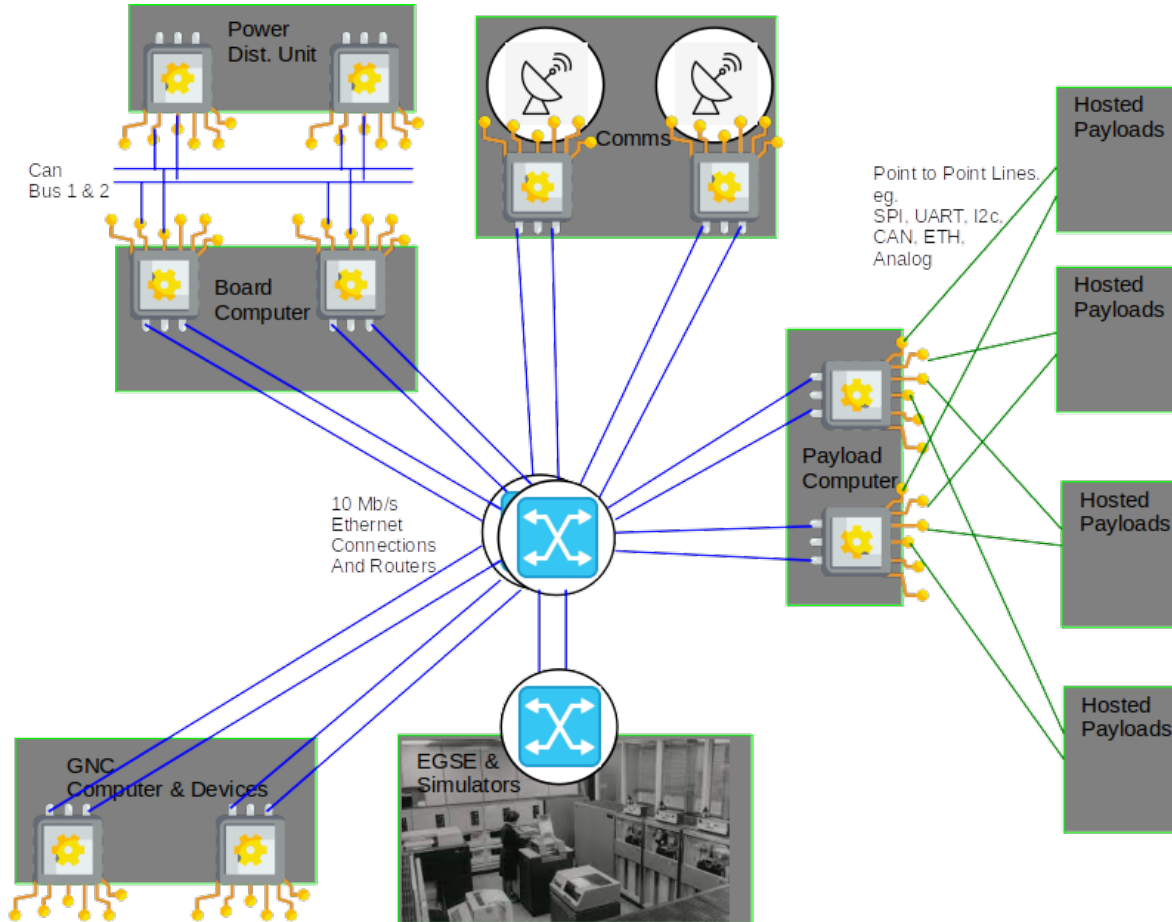 Power
Dist. Unit
Comms
Hosted
Payloads
Can
Bus 1 & 2
Point to Point Lines.
eg.
SPI, UART, I2c,
CAN, ETH,
Analog
Board
Computer
Hosted
Payloads
Payload
Computer
10 Mb/s
Ethernet
Connections
And Routers
Hosted
Payloads
Hosted
Payloads
GNC
Computer & Devices
EGSE &
Simulators